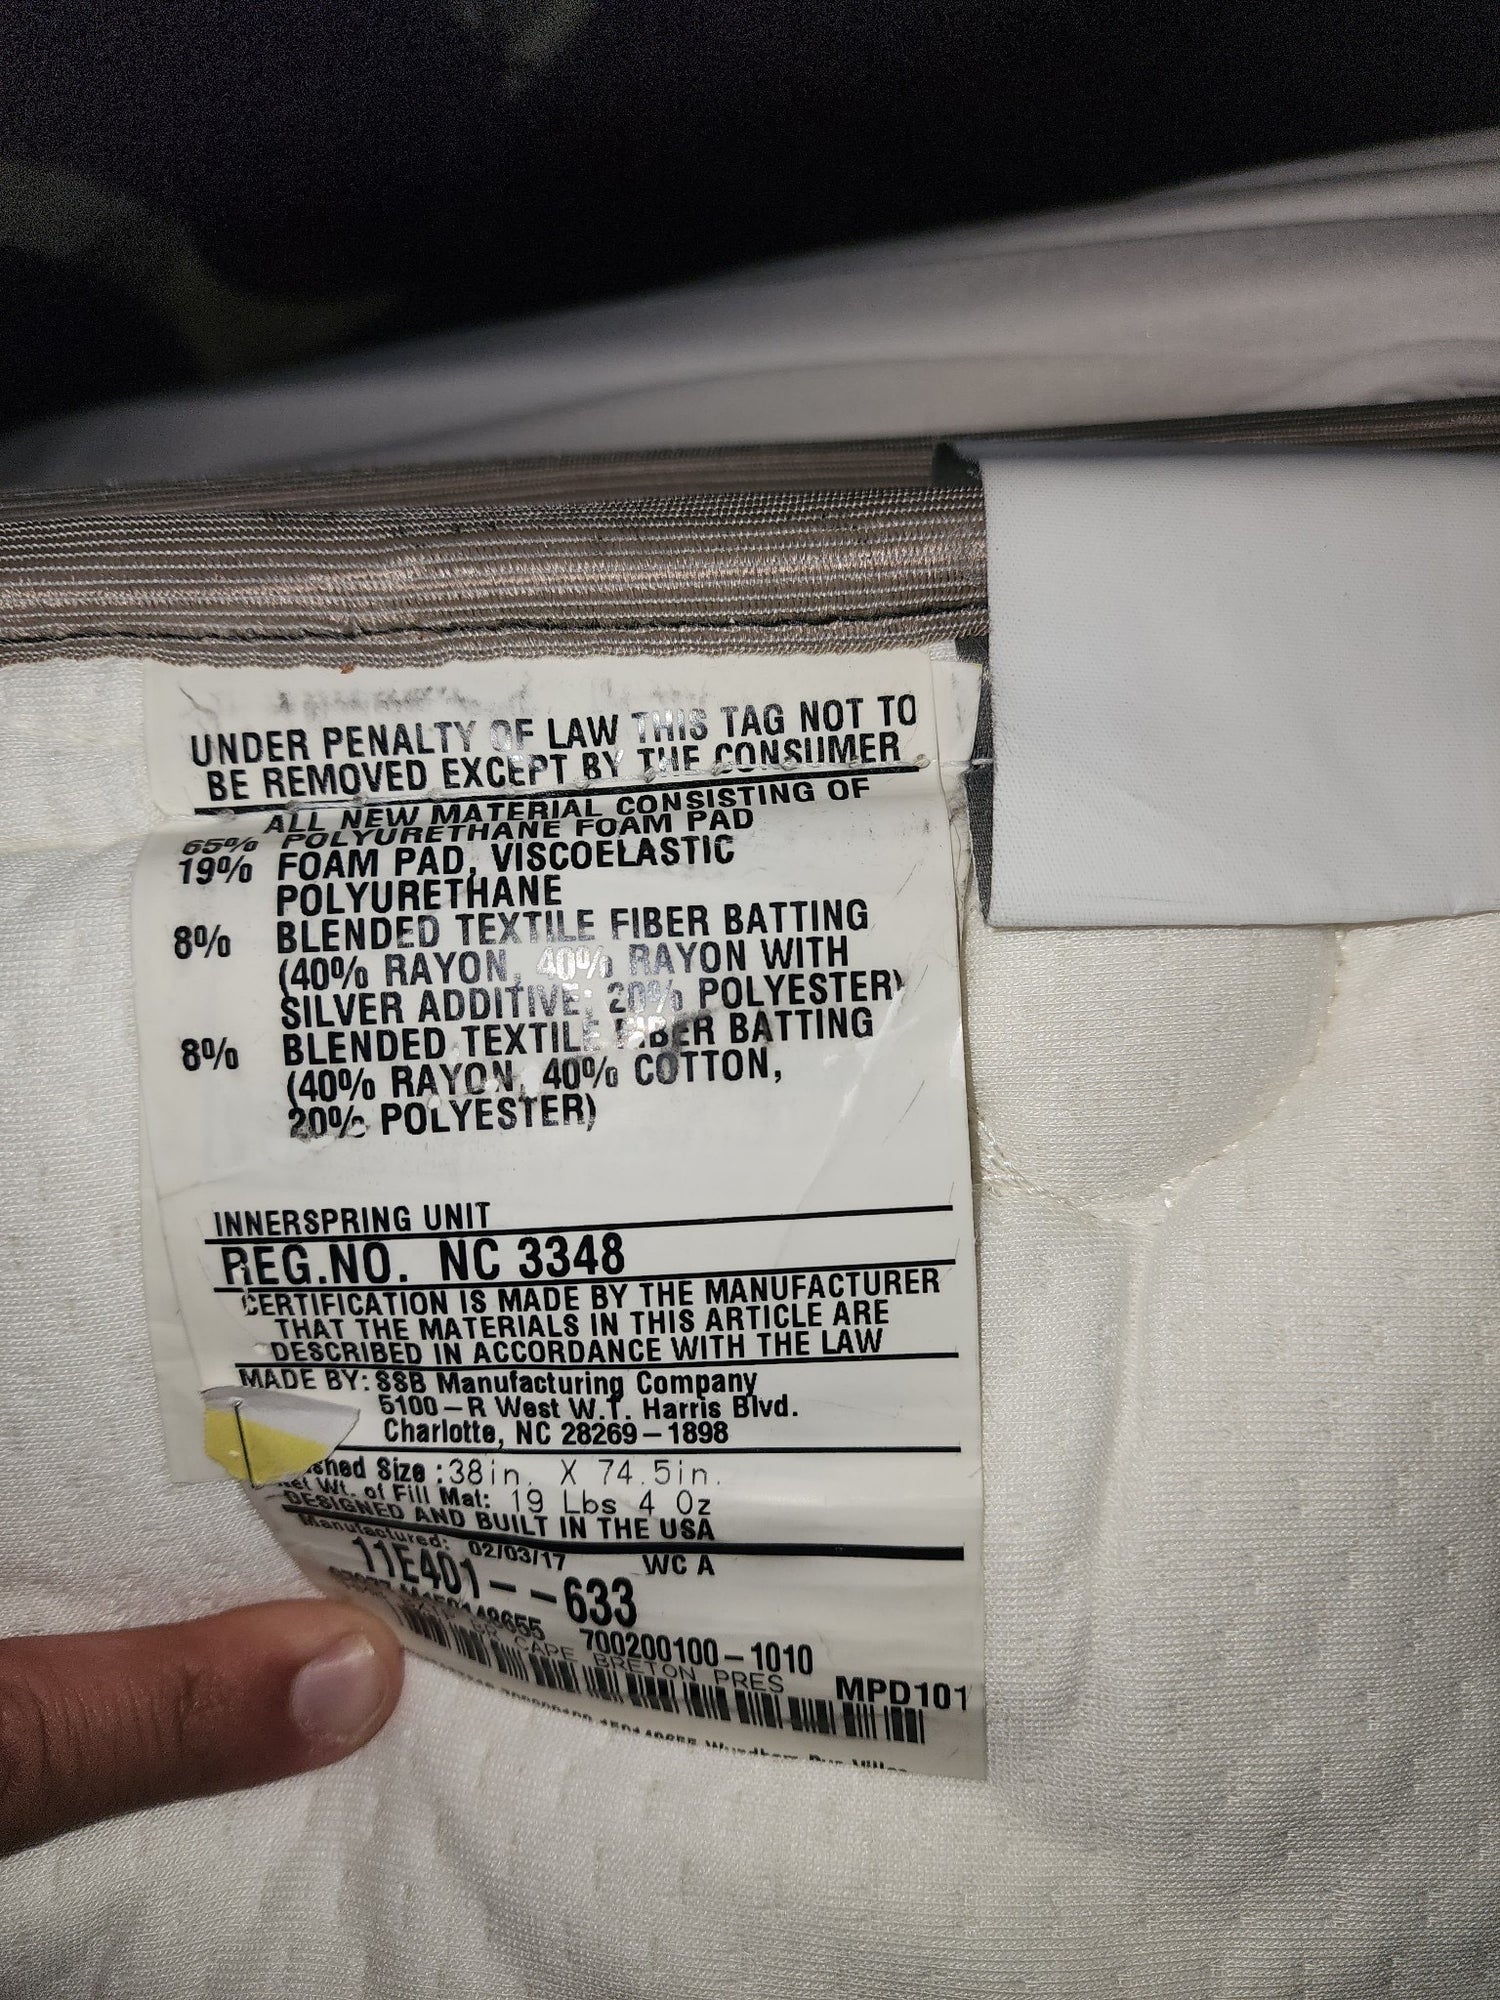 UNDER PENALTY OF LAW THIS TAG NOT TO
BE REMOVED EXCEPT BY THE CONSUMER
ALL NEW MATERIAL CONSISTING OF
65% POLYURETHANE FOAM PAD
19% FOAM PAD, VISCOELASTIC
POLYURETHANE
8% BLENDED TEXTILE FIBER BATTING
(40% RAYON, 40% RAYON WITH
SILVER ADDITIVE, 20% POLYESTER)
8% BLENDED TEXTILE FIBER BATTING
(40% RAYON, 40% COTTON,
20% POLYESTER)
INNERSPRING UNIT
REG.NO. NC 3348
CERTIFICATION IS MADE BY THE MANUFACTURER
THAT THE MATERIALS IN THIS ARTICLE ARE
DESCRIBED IN ACCORDANCE WITH THE LAW
MADE BY: SSB Manufacturing Company
5100-R West W.T. Harris Blvd.
Charlotte, NC 28269-1898
Size :38in. X 74.5in.
Net Wt. of Fill Mat: 19 Lbs 4 Oz
DESIGNED AND BUILT IN THE USA
Manufactured: 02/03/17 WC A
11E401--633
700200100-1010
CAPE BRETON PRES MPD101